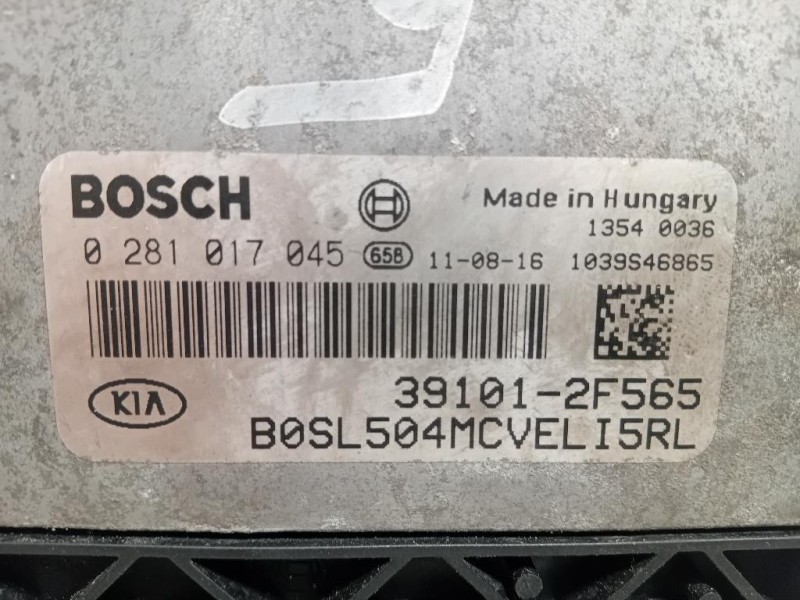 BOSCH
Made in Hungary
1354 0036
0 281 017 045 658 11-08-16 1039S46865
KIA
39101-2F565
B0SL504MCVELI5RL